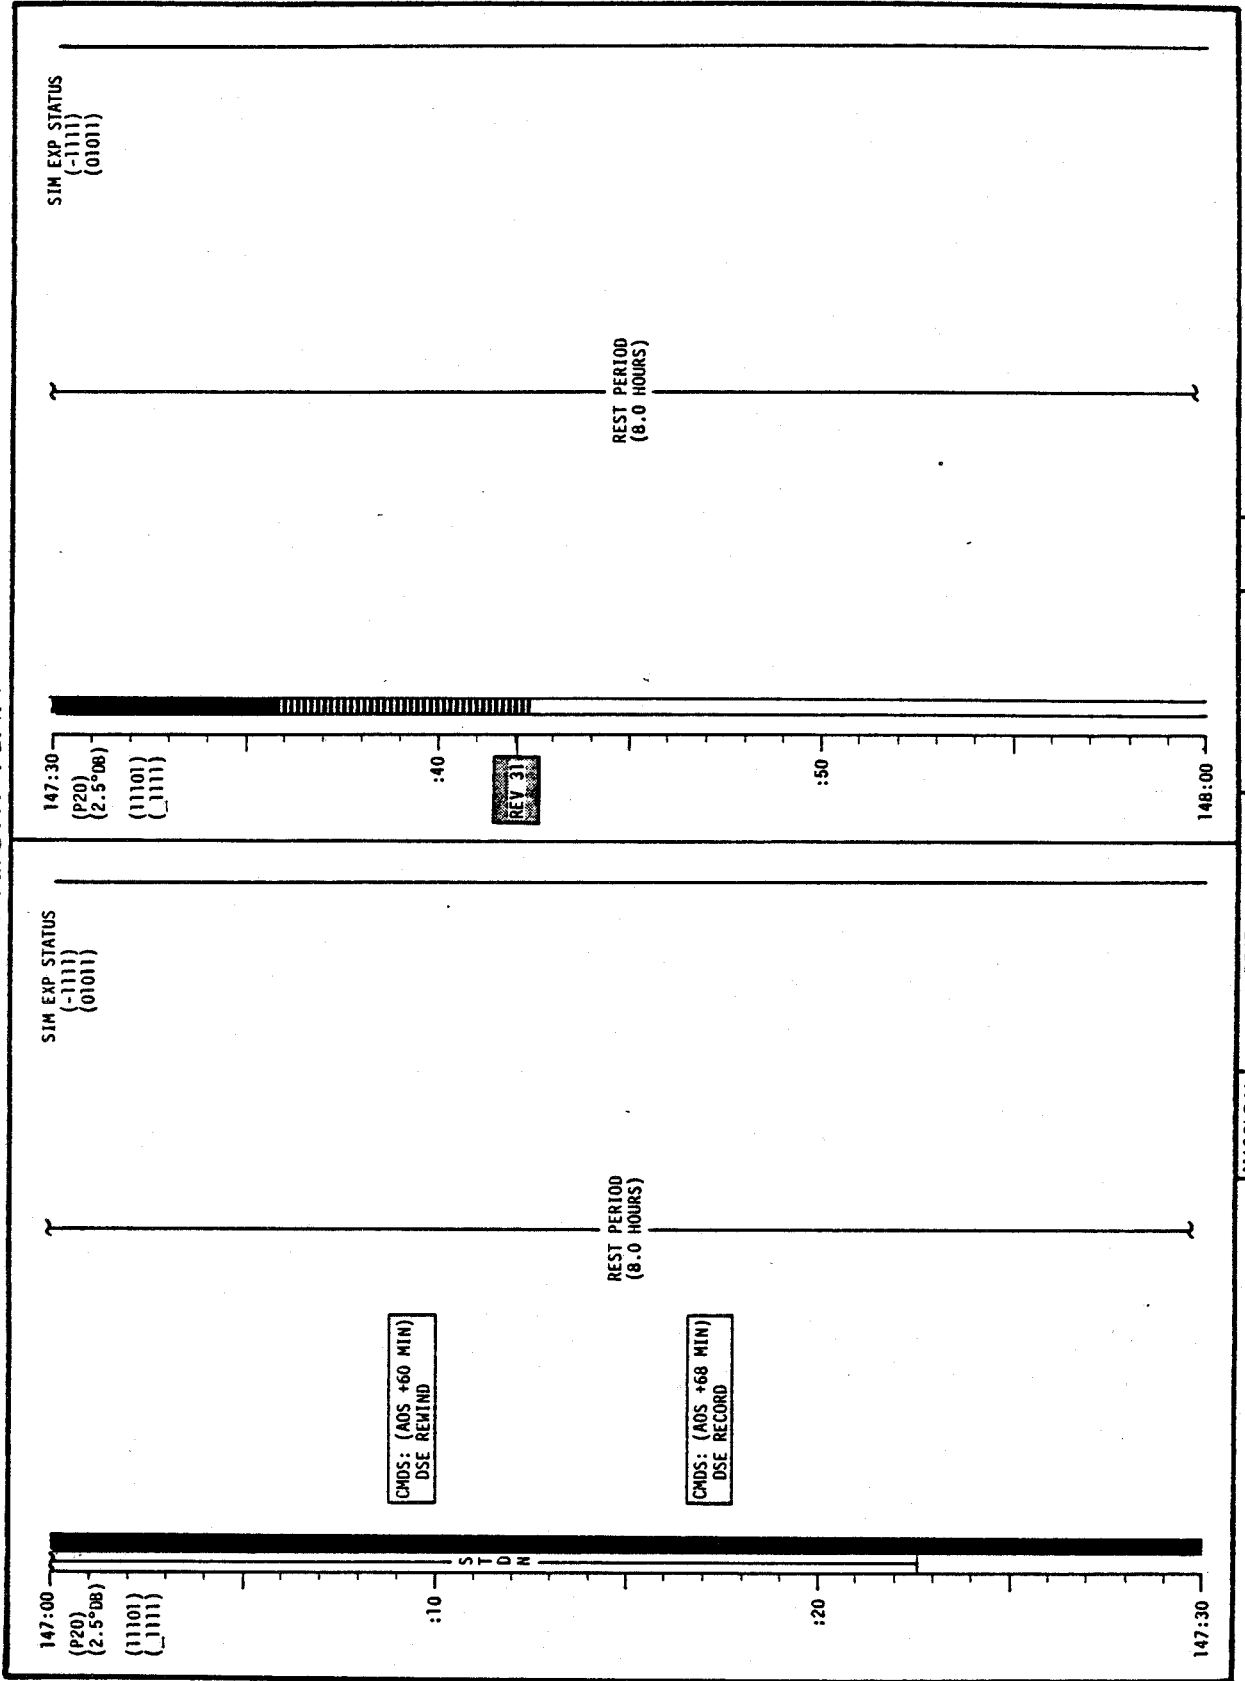 147:00
(P20)
(2.5°DB)
(11101)
(_1111)
:10
:20
147:30
STDN
CMDS: (AOS +60 MIN)
DSE REWIND
CMDS: (AOS +68 MIN)
DSE RECORD
REST PERIOD
(8.0 HOURS)
SIM EXP STATUS
(-1111)
(01011)
147:30
(P20)
(2.5°DB)
(11101)
(_1111)
:40
REV 31
:50
148:00
REST PERIOD
(8.0 HOURS)
SIM EXP STATUS
(-1111)
(01011)